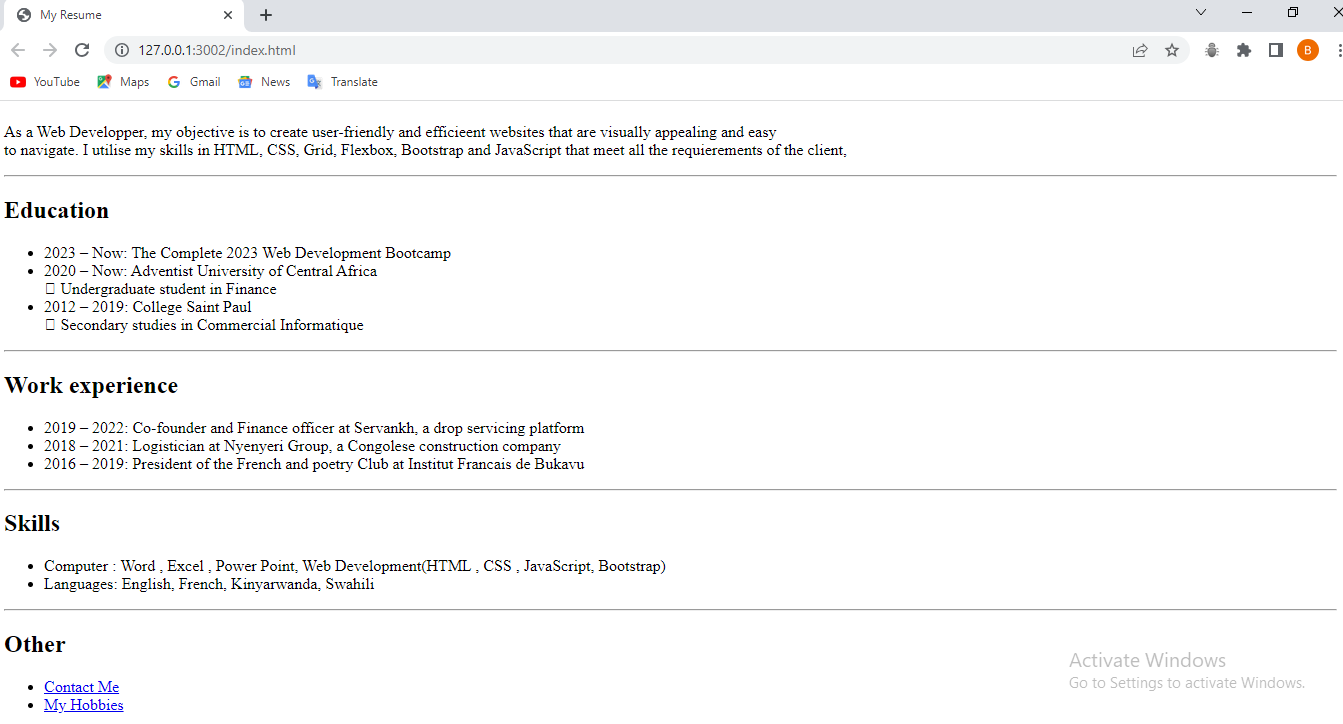 My Resume
127.0.0.1:3002/index.html
B
YouTube Maps Gmail News Translate
As a Web Developper, my objective is to create user-friendly and efficieent websites that are visually appealing and easy
to navigate. I utilise my skills in HTML, CSS, Grid, Flexbox, Bootstrap and JavaScript that meet all the requierements of the client,
Education
2023 – Now: The Complete 2023 Web Development Bootcamp
2020 – Now: Adventist University of Central Africa
Undergraduate student in Finance
2012 – 2019: College Saint Paul
Secondary studies in Commercial Informatique
Work experience
2019 – 2022: Co-founder and Finance officer at Servankh, a drop servicing platform
2018 – 2021: Logistician at Nyenyeri Group, a Congolese construction company
2016 – 2019: President of the French and poetry Club at Institut Francais de Bukavu
Skills
Computer : Word , Excel , Power Point, Web Development(HTML , CSS , JavaScript, Bootstrap)
Languages: English, French, Kinyarwanda, Swahili
Other
Contact Me
My Hobbies
Activate Windows
Go to Settings to activate Windows.